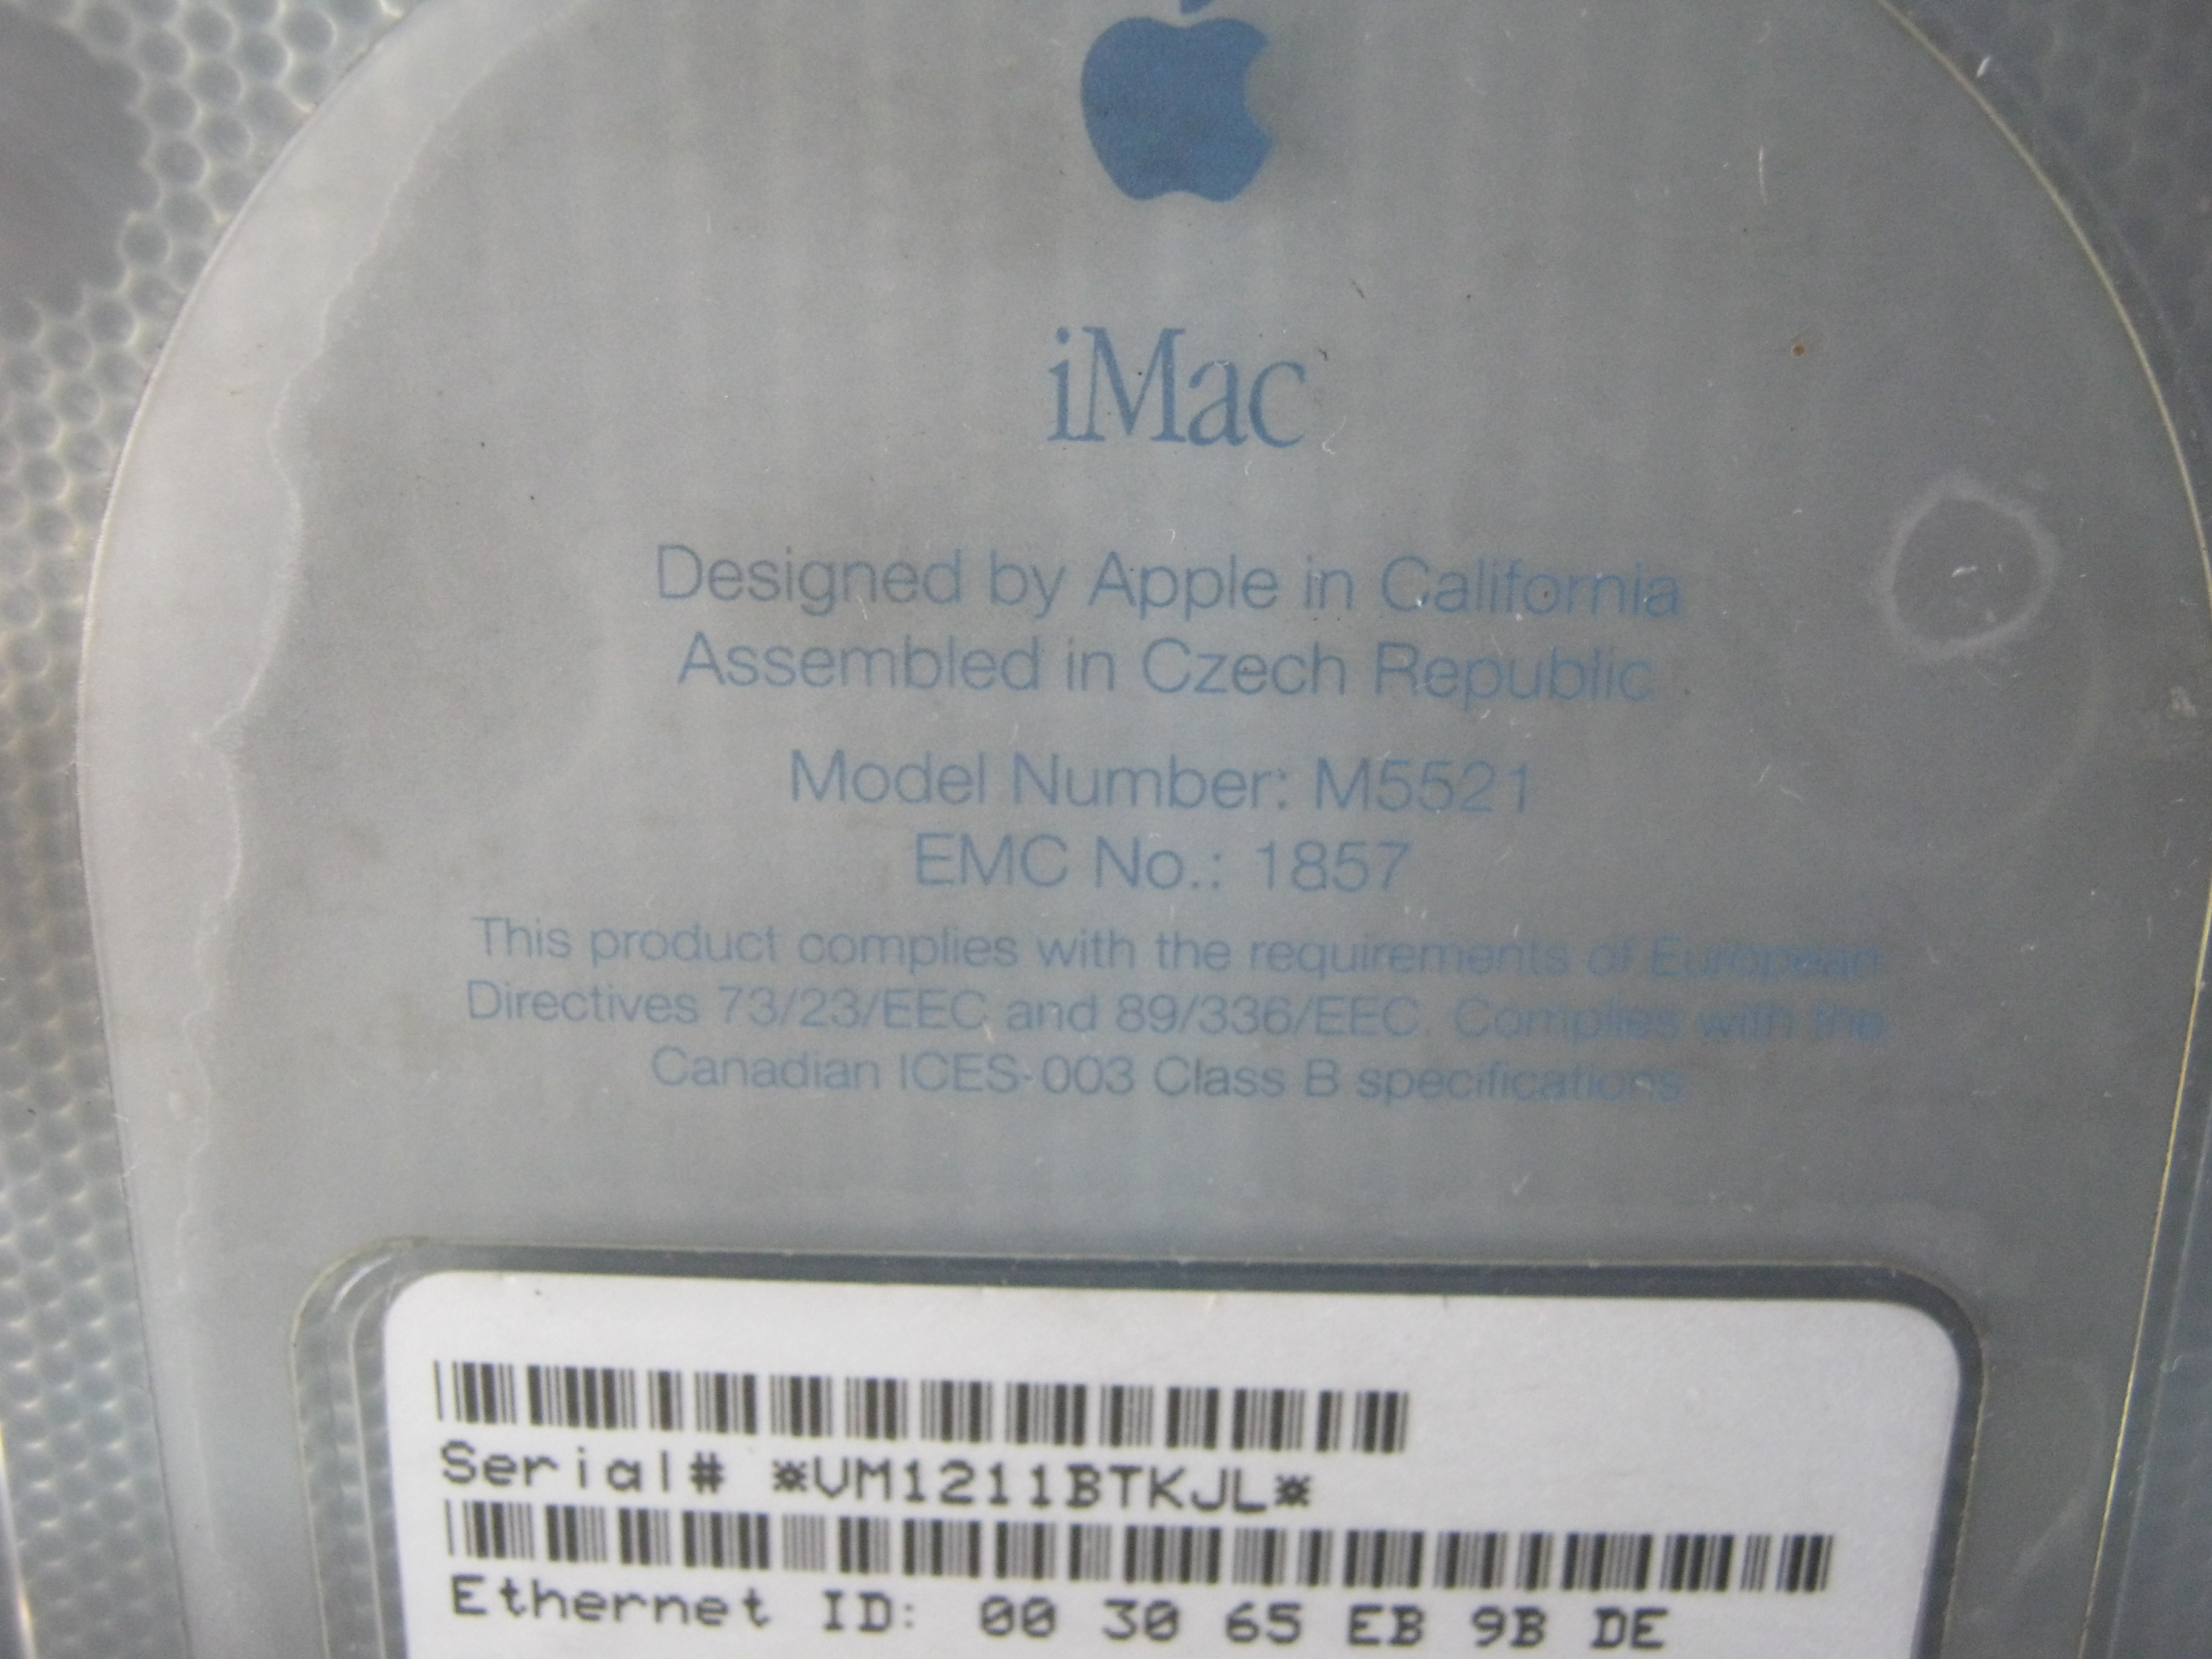 iMac
Designed by Apple in California
Assembled in Czech Republic
Model Number: M5521
EMC No.: 1857
This product complies with the requirements of European
Directives 73/23/EEC and 89/336/EEC. Complies with the
Canadian ICES-003 Class B specifications
Serial# *VM1211BTKJL*
Ethernet ID: 00 30 65 EB 9B DE